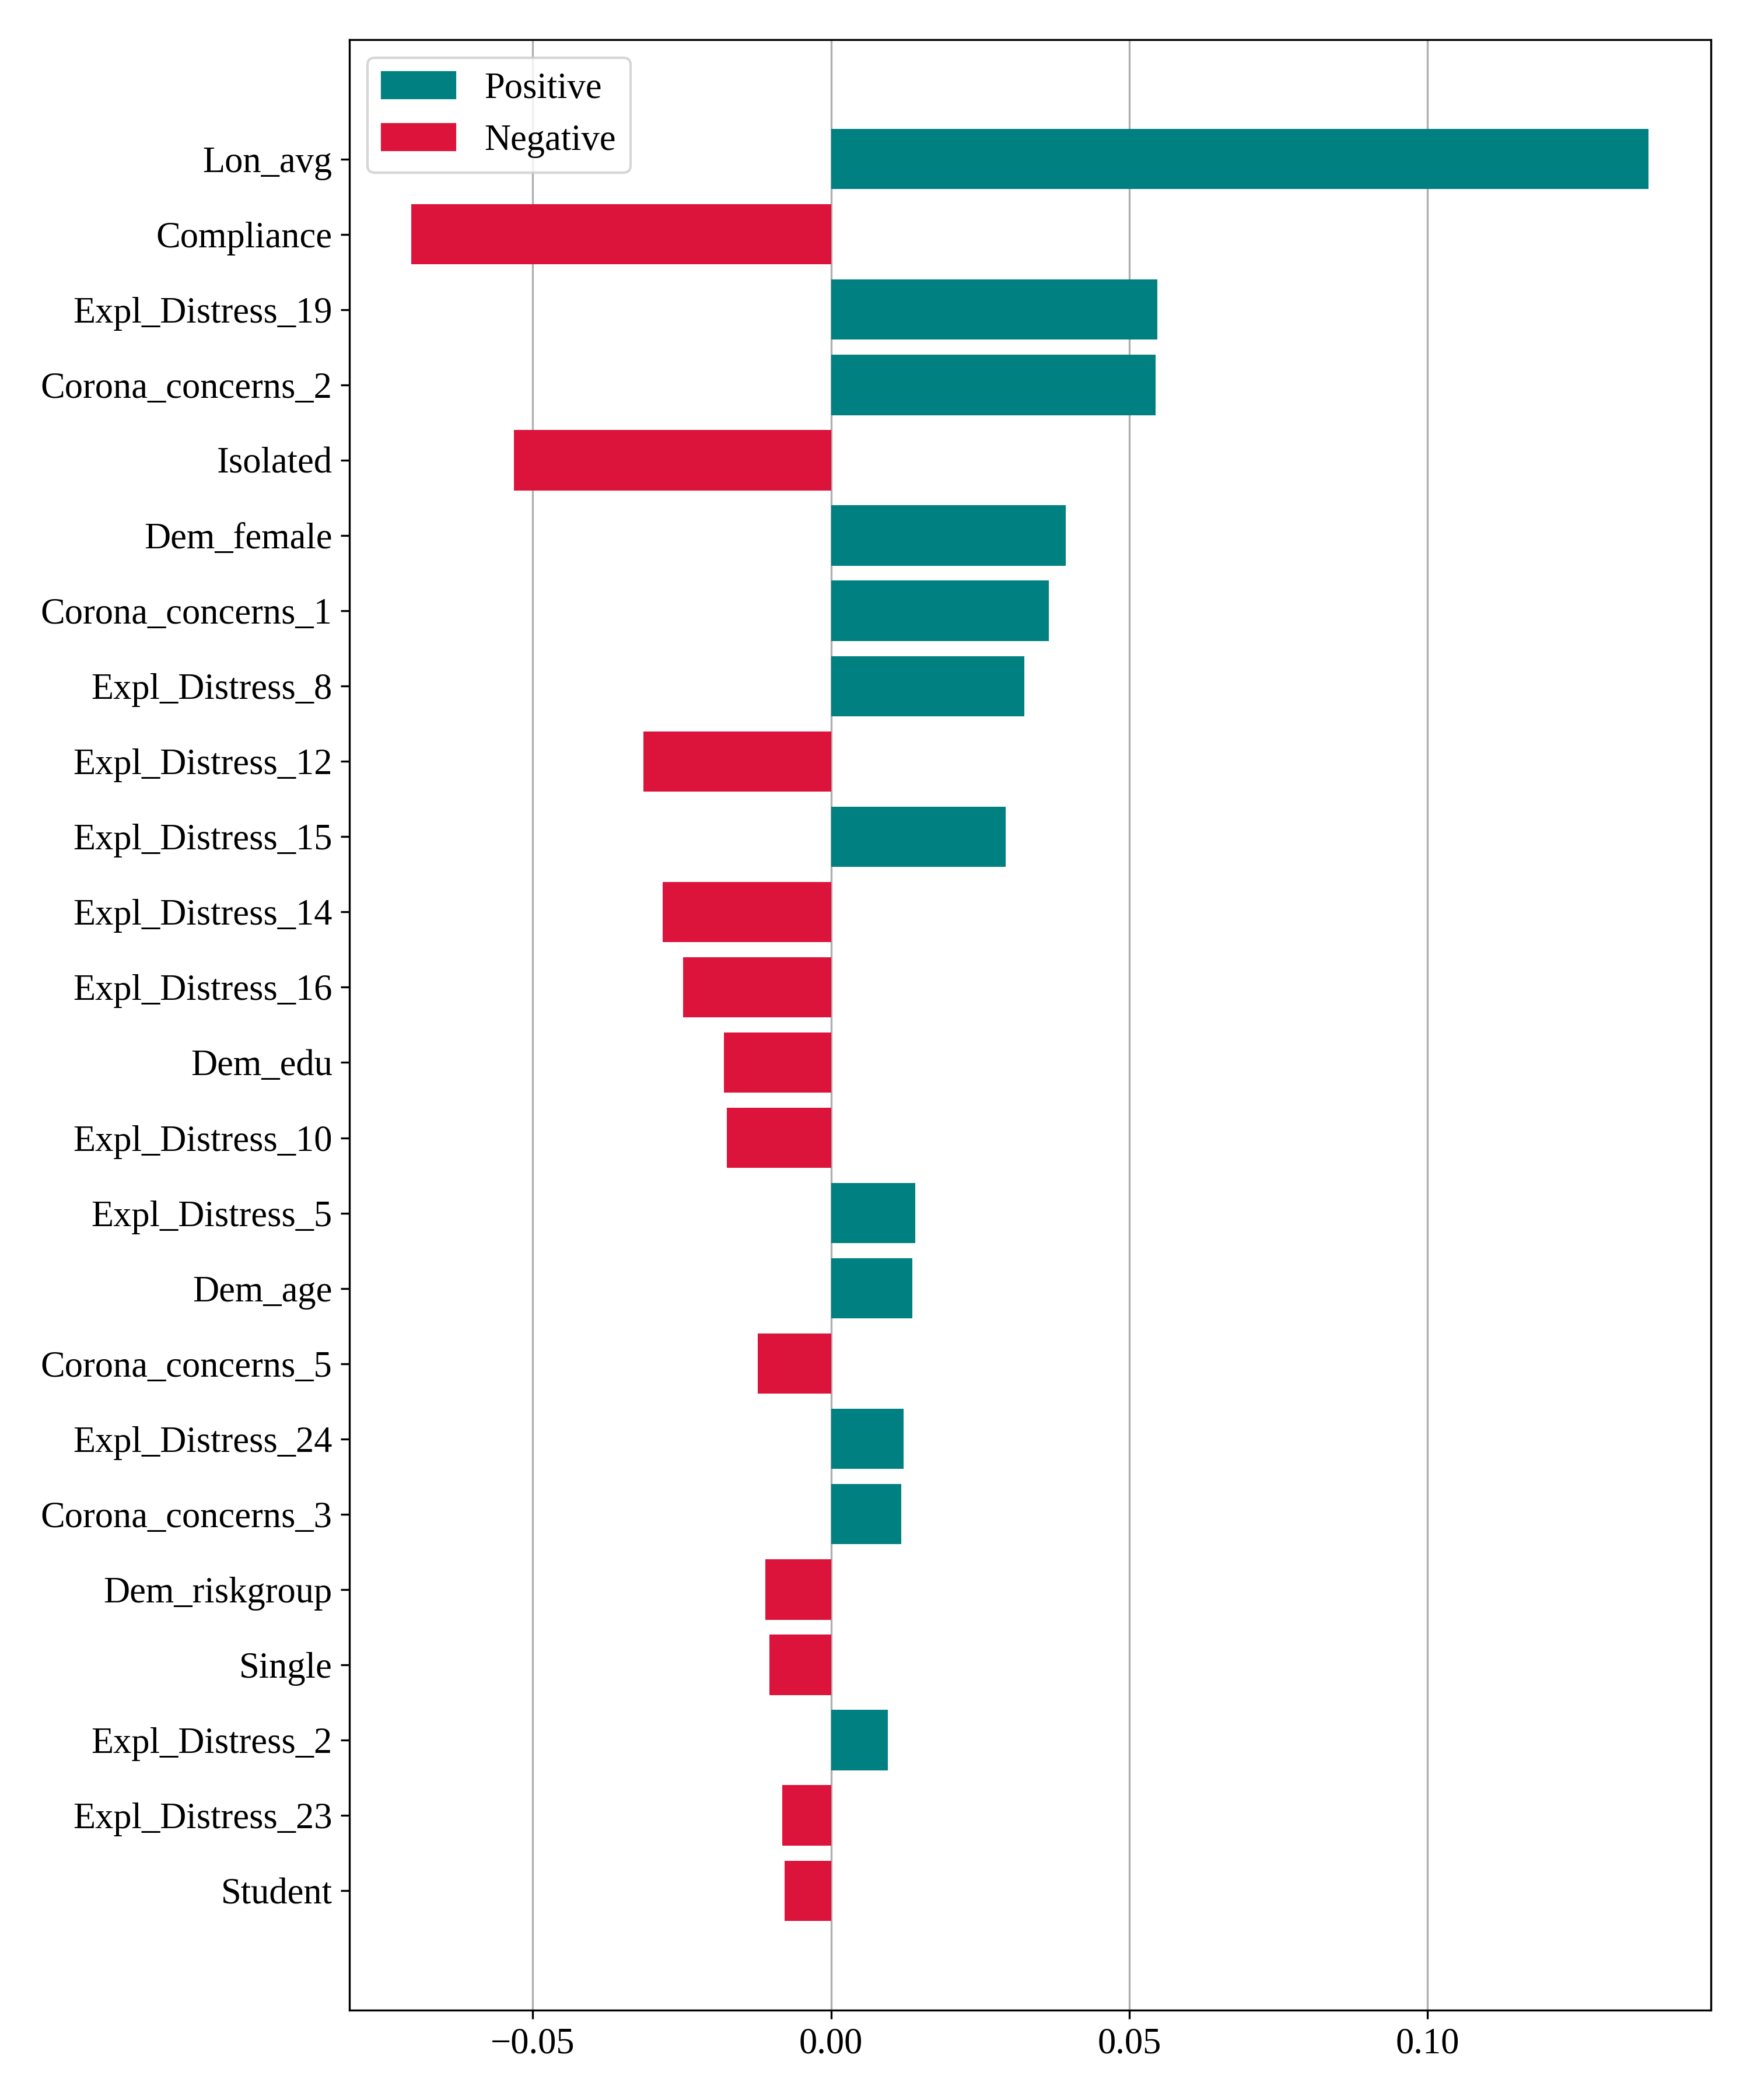 Positive
Negative
Lon_avg
Compliance
Expl_Distress_19
Corona_concerns_2
Isolated
Dem_female
Corona_concerns_1
Expl_Distress_8
Expl_Distress_12
Expl_Distress_15
Expl_Distress_14
Expl_Distress_16
Dem_edu
Expl_Distress_10
Expl_Distress_5
Dem_age
Corona_concerns_5
Expl_Distress_24
Corona_concerns_3
Dem_riskgroup
Single
Expl_Distress_2
Expl_Distress_23
Student
−0.05 0.00 0.05 0.10